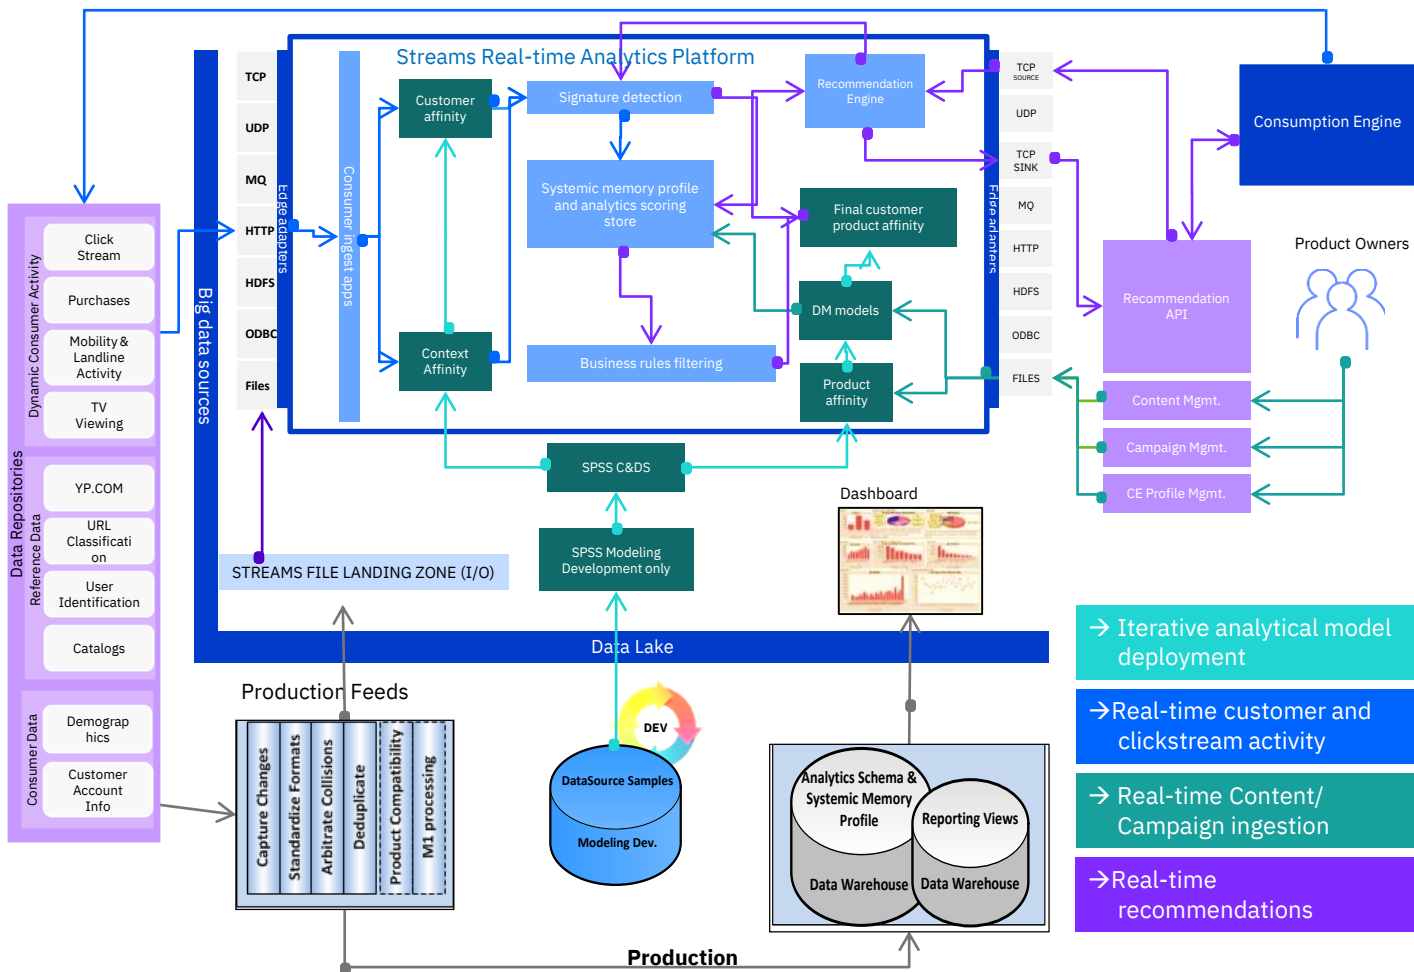 Streams Real-time Analytics Platform
TCP
UDP
MQ
HTTP
HDFS
ODBC
Files
Edge adapters
Consumer ingest apps
Customer
affinity
Context
Affinity
Signature detection
Systemic memory profile
and analytics scoring
store
Business rules filtering
Recommendation
Engine
Final customer
product affinity
DM models
Product
affinity
Edge adapters
TCP
SOURCE
UDP
TCP
SINK
MQ
HTTP
HDFS
ODBC
FILES
Consumption Engine
Recommendation
API
Content Mgmt.
Campaign Mgmt.
CE Profile Mgmt.
Product Owners
Data Repositories
Dynamic Consumer Activity
Click
Stream
Purchases
Mobility &
Landline
Activity
TV
Viewing
Reference Data
YP.COM
URL
Classificati
on
User
Identification
Catalogs
Consumer Data
Demograp
hics
Customer
Account
Info
Big data sources
STREAMS FILE LANDING ZONE (I/O)
Data Lake
SPSS C&DS
SPSS Modeling
Development only
Dashboard
Production Feeds
Capture Changes
Standardize Formats
Arbitrate Collisions
Deduplicate
Product Compatibility
M1 processing
DEV
DataSource Samples
Modeling Dev.
Analytics Schema &
Systemic Memory
Profile
Data Warehouse
Reporting Views
Data Warehouse
Production
→ Iterative analytical model
deployment
→Real-time customer and
clickstream activity
→ Real-time Content/
Campaign ingestion
→Real-time
recommendations